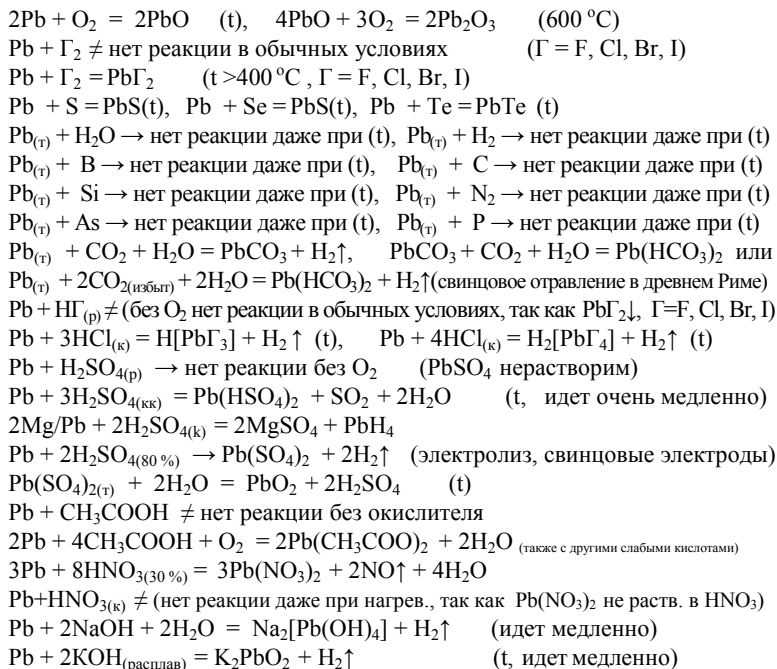 2Pb + O₂ = 2PbO (t), 4PbO + 3O₂ = 2Pb₂O₃ (600 °C)
Pb + Г₂ ≠ нет реакции в обычных условиях (Г = F, Cl, Br, I)
Pb + Г₂ = PbГ₂ (t >400 °C , Г = F, Cl, Br, I)
Pb + S = PbS(t), Pb + Se = PbS(t), Pb + Te = PbTe (t)
Pb₍т₎ + H₂O → нет реакции даже при (t), Pb₍т₎ + H₂ → нет реакции даже при (t)
Pb₍т₎ + B → нет реакции даже при (t), Pb₍т₎ + C → нет реакции даже при (t)
Pb₍т₎ + Si → нет реакции даже при (t), Pb₍т₎ + N₂ → нет реакции даже при (t)
Pb₍т₎ + As → нет реакции даже при (t), Pb₍т₎ + P → нет реакции даже при (t)
Pb₍т₎ + CO₂ + H₂O = PbCO₃ + H₂↑, PbCO₃ + CO₂ + H₂O = Pb(HCO₃)₂ или
Pb₍т₎ + 2CO₂₍избыт₎ + 2H₂O = Pb(HCO₃)₂ + H₂↑(свинцовое отравление в древнем Риме)
Pb + НГ₍р₎ ≠ (без O₂ нет реакции в обычных условиях, так как PbГ₂↓, Г=F, Cl, Br, I)
Pb + 3HCl₍к₎ = H[PbГ₃] + H₂ ↑ (t), Pb + 4HCl₍к₎ = H₂[PbГ₄] + H₂↑ (t)
Pb + H₂SO₄₍р₎ → нет реакции без O₂ (PbSO₄ нерастворим)
Pb + 3H₂SO₄₍кк₎ = Pb(HSO₄)₂ + SO₂ + 2H₂O (t, идет очень медленно)
2Mg/Pb + 2H₂SO₄₍k₎ = 2MgSO₄ + PbH₄
Pb + 2H₂SO₄₍80 %₎ → Pb(SO₄)₂ + 2H₂↑ (электролиз, свинцовые электроды)
Pb(SO₄)₂₍т₎ + 2H₂O = PbO₂ + 2H₂SO₄ (t)
Pb + CH₃COOH ≠ нет реакции без окислителя
2Pb + 4CH₃COOH + O₂ = 2Pb(CH₃COO)₂ + 2H₂O (также с другими слабыми кислотами)
3Pb + 8HNO₃₍30 %₎ = 3Pb(NO₃)₂ + 2NO↑ + 4H₂O
Pb+HNO₃₍к₎ ≠ (нет реакции даже при нагрев., так как Pb(NO₃)₂ не раств. в HNO₃)
Pb + 2NaOH + 2H₂O = Na₂[Pb(OH)₄] + H₂↑ (идет медленно)
Pb + 2KOH₍расплав₎ = K₂PbO₂ + H₂↑ (t, идет медленно)